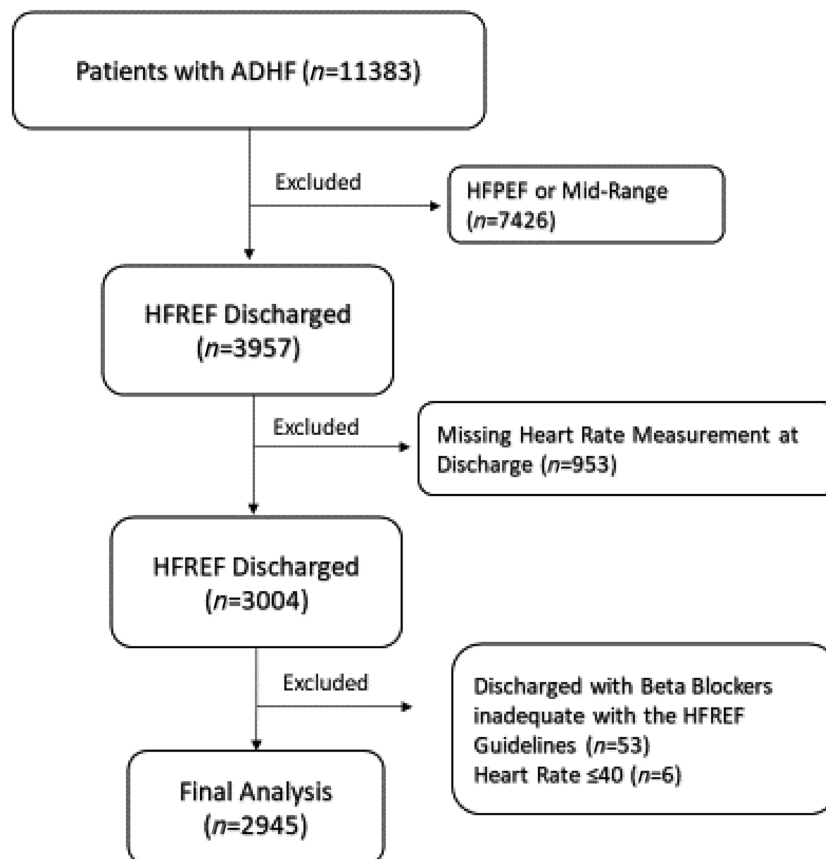 Patients with ADHF (n=11383)
Excluded
HFPEF or Mid-Range
(n=7426)
HFREF Discharged
(n=3957)
Excluded
Missing Heart Rate Measurement at
Discharge (n=953)
HFREF Discharged
(n=3004)
Excluded
Discharged with Beta Blockers
inadequate with the HFREF
Guidelines (n=53)
Heart Rate ≤40 (n=6)
Final Analysis
(n=2945)